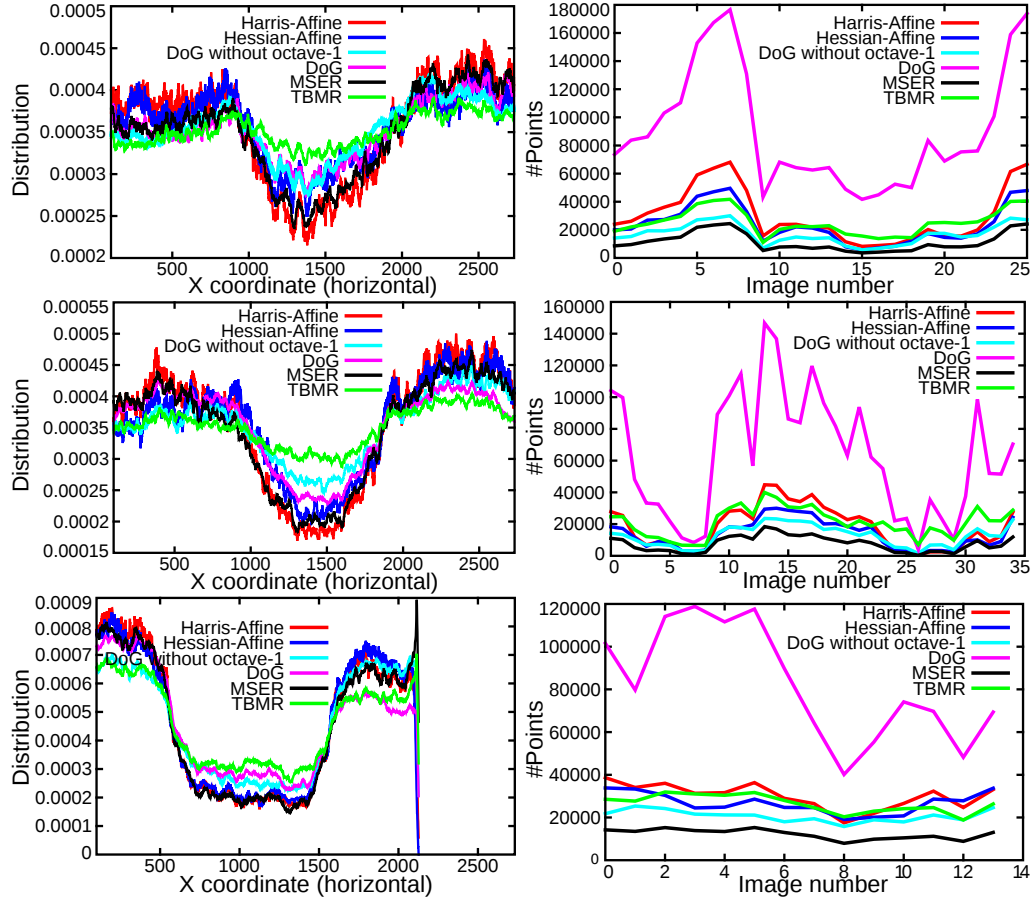 0.0005
0.00045
0.0004
0.00035
0.0003
0.00025
0.0002
Distribution
Harris-Affine
Hessian-Affine
DoG without octave-1
DoG
MSER
TBMR
500 1000 1500 2000 2500
X coordinate (horizontal)
180000
160000
140000
120000
100000
80000
60000
40000
20000
0
#Points
Harris-Affine
Hessian-Affine
DoG without octave-1
DoG
MSER
TBMR
0 5 10 15 20 25
Image number
0.00055
0.0005
0.00045
0.0004
0.00035
0.0003
0.00025
0.0002
0.00015
Distribution
Harris-Affine
Hessian-Affine
DoG without octave-1
DoG
MSER
TBMR
500 1000 1500 2000 2500
X coordinate (horizontal)
160000
140000
120000
100000
80000
60000
40000
20000
0
#Points
Harris-Affine
Hessian-Affine
DoG without octave-1
DoG
MSER
TBMR
0 5 10 15 20 25 30 35
Image number
0.0009
0.0008
0.0007
0.0006
0.0005
0.0004
0.0003
0.0002
0.0001
0
Distribution
Harris-Affine
Hessian-Affine
DoG without octave-1
DoG
MSER
TBMR
500 1000 1500 2000 2500
X coordinate (horizontal)
120000
100000
80000
60000
40000
20000
0
#Points
Harris-Affine
Hessian-Affine
DoG without octave-1
DoG
MSER
TBMR
0 2 4 6 8 10 12 14
Image number